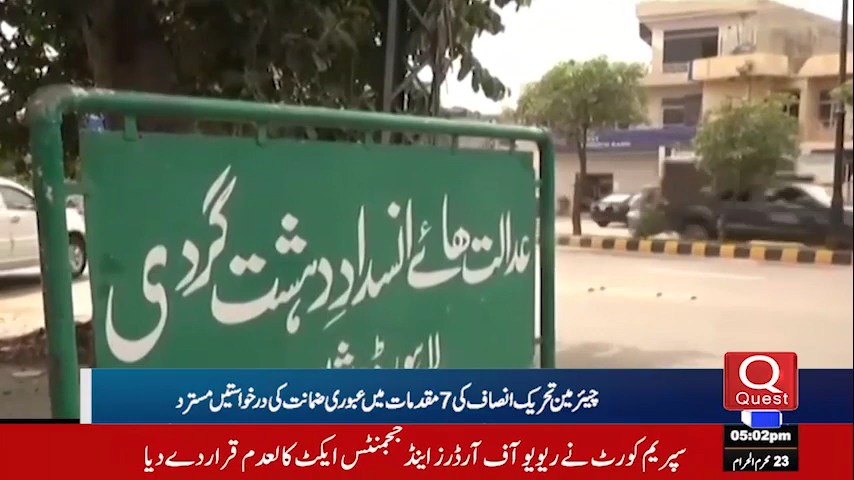 عدالت ہائے انسدادِ دہشت گردی
لاہور
چیئرمین تحریک انصاف کی 7 مقدمات میں عبوری ضمانت کی درخواستیں مسترد
Q
Quest
05:02pm
23 محرم الحرام
سپریم کورٹ نے ریویو آف آرڈرز اینڈ ججمنٹس ایکٹ کالعدم قرار دے دیا